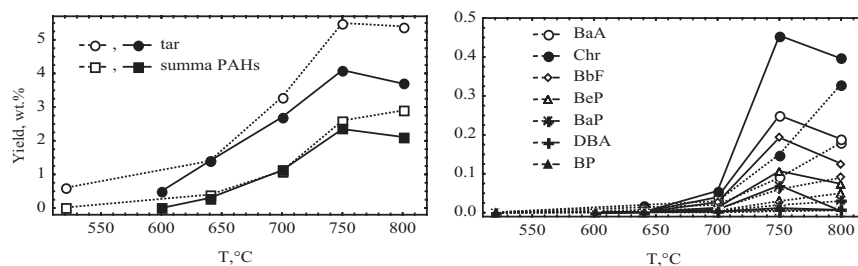 Yield, wt.%
5
4
3
2
1
0
, tar
, summa PAHs
550 600 650 700 750 800
T,°C
0.5
0.4
0.3
0.2
0.1
0.0
BaA
Chr
BbF
BeP
BaP
DBA
BP
550 600 650 700 750 800
T,°C